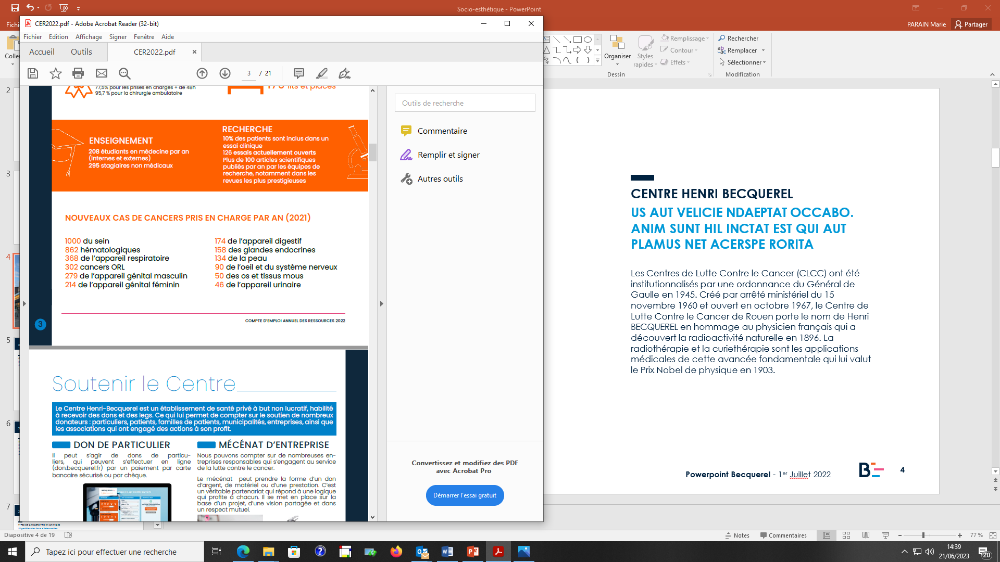 Socio-esthétique - PowerPoint
PARAIN Marie
Partager
Fichi
CER2022.pdf - Adobe Acrobat Reader (32-bit)
Fichier Edition Affichage Signer Fenêtre Aide
Accueil Outils CER2022.pdf ×
3 / 21
Coller
Organiser
Styles
rapides
Remplissage
Contour
Effets
Dessin
Rechercher
Remplacer
Sélectionner
Modification
2
3
4
5
6
7
77,5% pour les prises en charges + de 48h
95,7 % pour la chirurgie ambulatoire
lits et places
ENSEIGNEMENT
208 étudiants en médecine par an
(internes et externes)
295 stagiaires non médicaux
RECHERCHE
10% des patients sont inclus dans un
essai clinique
126 essais actuellement ouverts
Plus de 100 articles scientifiques
publiés par an par les équipes de
recherche, notamment dans les
revues les plus prestigieuses
NOUVEAUX CAS DE CANCERS PRIS EN CHARGE PAR AN (2021)
1000 du sein
862 hématologiques
368 de l'appareil respiratoire
302 cancers ORL
279 de l'appareil génital masculin
214 de l'appareil génital féminin
174 de l'appareil digestif
158 des glandes endocrines
134 de la peau
90 de l'oeil et du système nerveux
50 des os et tissus mous
46 de l'appareil urinaire
3
COMPTE D'EMPLOI ANNUEL DES RESSOURCES 2022
Soutenir le Centre
Le Centre Henri-Becquerel est un établissement de santé privé à but non lucratif, habilité
à recevoir des dons et des legs. Ce qui lui permet de compter sur le soutien de nombreux
donateurs : particuliers, patients, familles de patients, municipalités, entreprises, ainsi que
les associations qui ont engagé des actions à son profit.
DON DE PARTICULIER
Il peut s'agir de dons de particu-
liers, qui peuvent s'effectuer en ligne
(don.becquerel.fr) par un paiement par carte
bancaire sécurisé ou par chèque.
MÉCÉNAT D'ENTREPRISE
Nous pouvons compter sur de nombreuses en-
treprises responsables qui s'engagent au service
de la lutte contre le cancer.
Le mécénat peut prendre la forme d'un don
d'argent, de matériel ou d'une prestation. C'est
un véritable partenariat qui répond à une logique
qui profite à chacun. Il se met en place sur la
base d'un projet, d'une vision partagée et dans
un respect mutuel.
Outils de recherche
Commentaire
Remplir et signer
Autres outils
Convertissez et modifiez des PDF
avec Acrobat Pro
Démarrer l'essai gratuit
CENTRE HENRI BECQUEREL
US AUT VELICIE NDAEPTAT OCCABO.
ANIM SUNT HIL INCTAT EST QUI AUT
PLAMUS NET ACERSPE RORITA
Les Centres de Lutte Contre le Cancer (CLCC) ont été
institutionnalisés par une ordonnance du Général de
Gaulle en 1945. Créé par arrêté ministériel du 15
novembre 1960 et ouvert en octobre 1967, le Centre de
Lutte Contre le Cancer de Rouen porte le nom de Henri
BECQUEREL en hommage au physicien français qui a
découvert la radioactivité naturelle en 1896. La
radiothérapie et la curiethérapie sont les applications
médicales de cette avancée fondamentale qui lui valut
le Prix Nobel de physique en 1903.
Powerpoint Becquerel - 1er Juillet 2022
B
4
TYPES DE CANCERS PRIS EN CHARGES
Répartition des lieux d'intervention
Diapositive 4 de 19
Notes
Commentaires
77 %
Tapez ici pour effectuer une recherche
14:39
21/06/2023
20